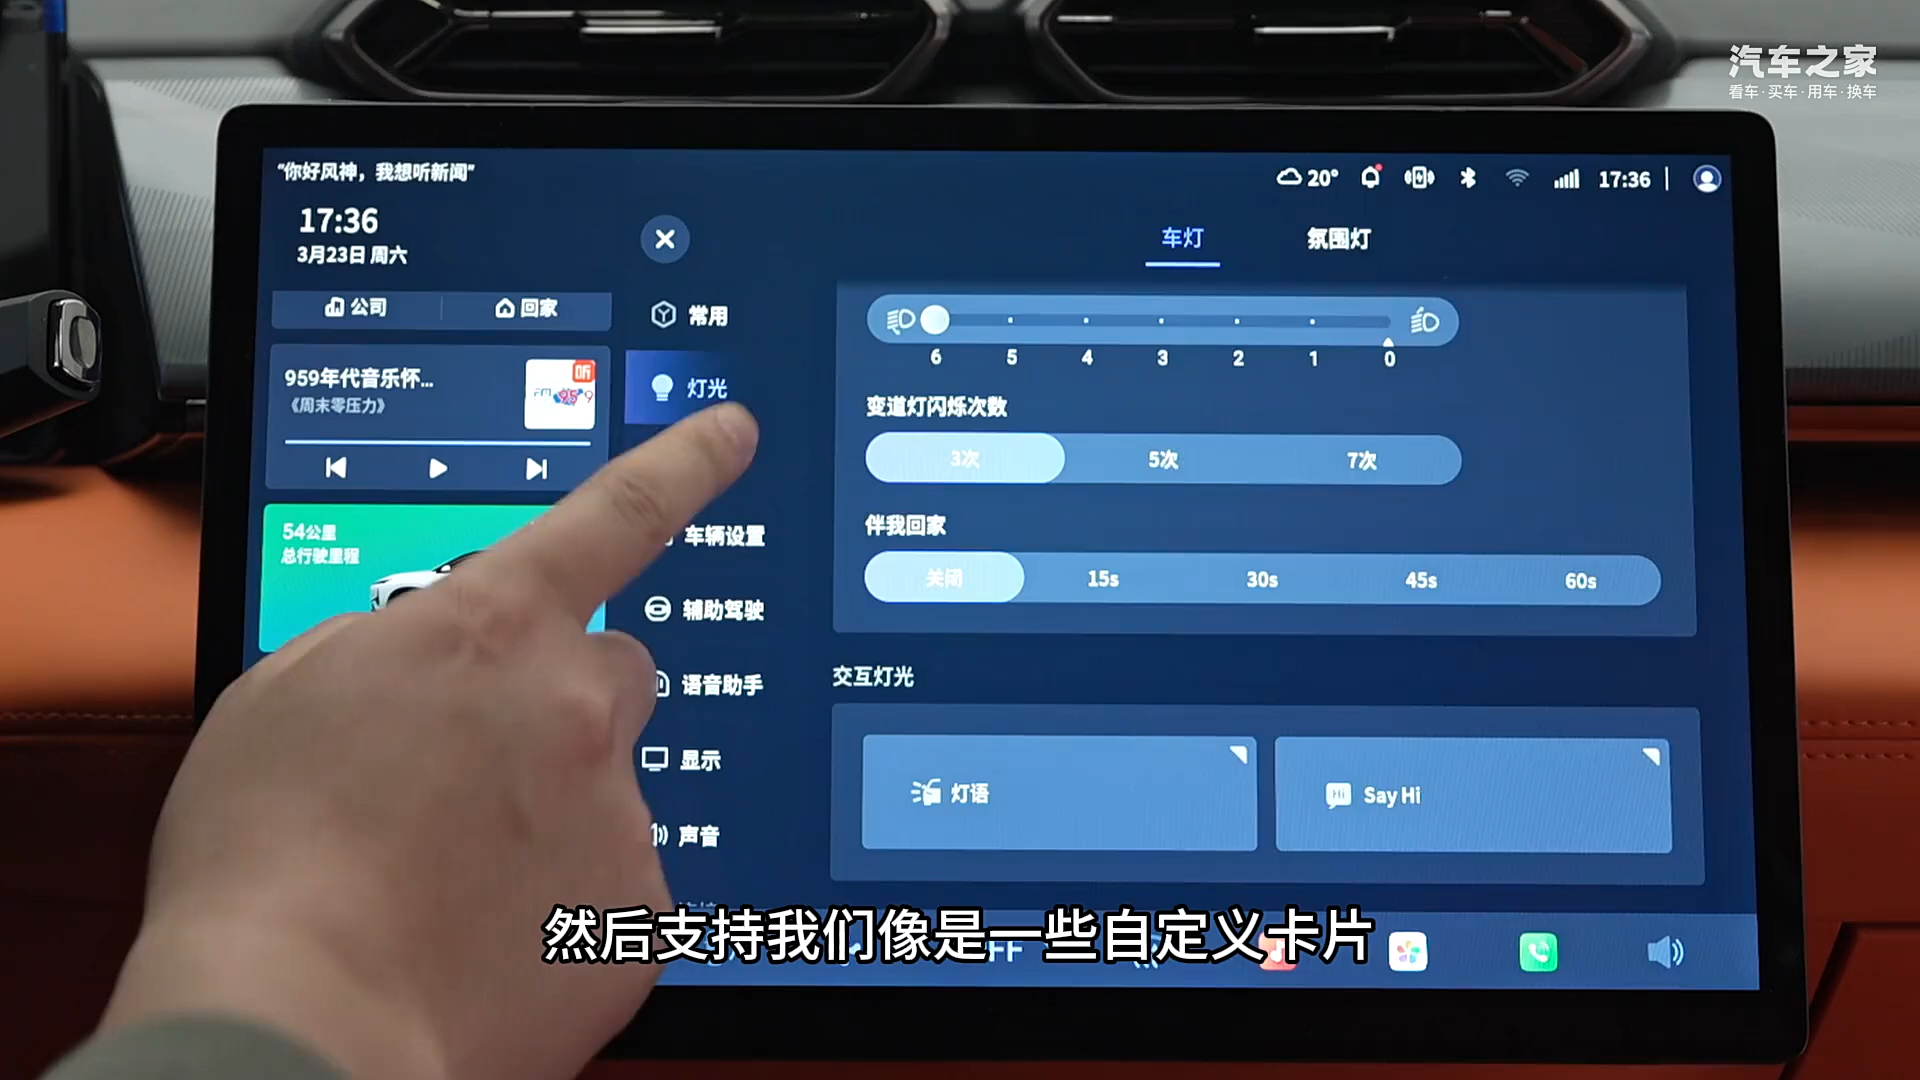 汽车之家
看车·买车·用车·换车
“你好风神，我想听新闻”
20°
17:36
17:36
3月23日 周六
公司
回家
959年代音乐怀...
《周末零压力》
听
54公里
总行驶里程
常用
灯光
车辆设置
辅助驾驶
语音助手
显示
声音
车灯
氛围灯
6 5 4 3 2 1 0
变道灯闪烁次数
3次 5次 7次
伴我回家
关闭 15s 30s 45s 60s
交互灯光
灯语
Say Hi
然后支持我们像是一些自定义卡片